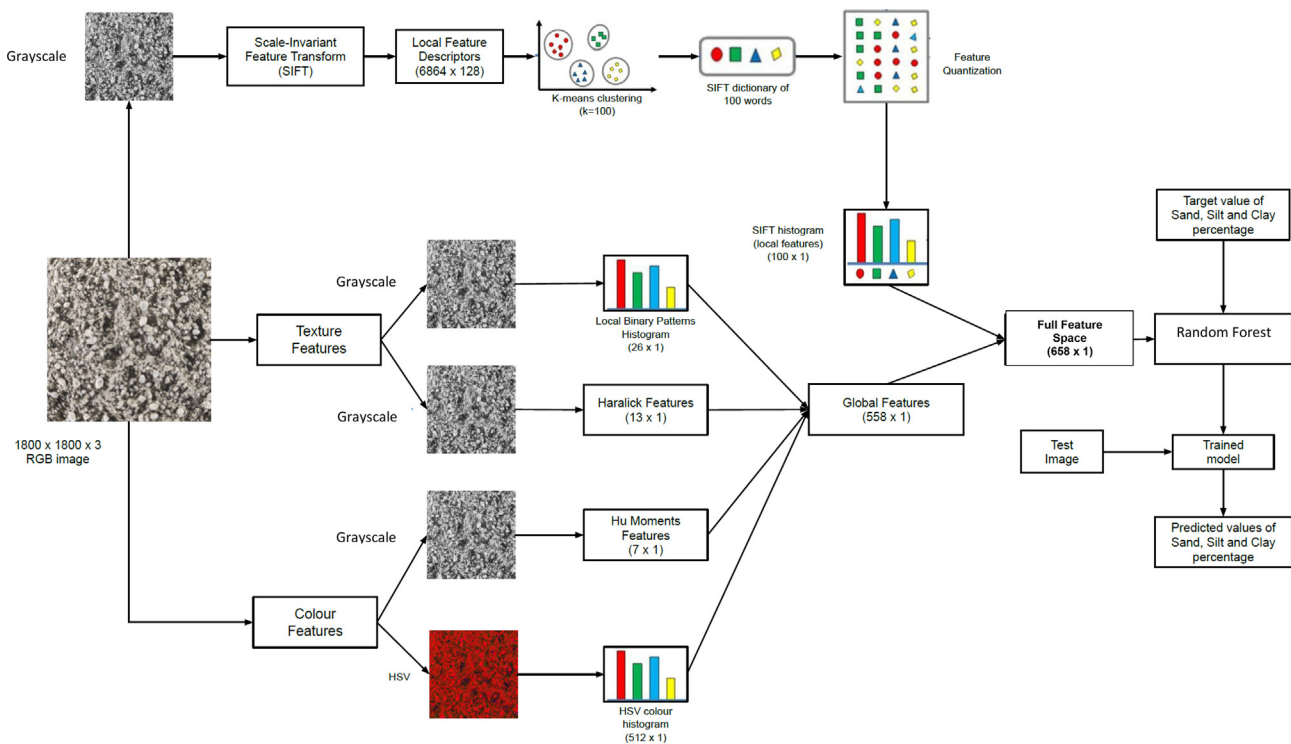 Grayscale
Scale-Invariant
Feature Transform
(SIFT)
Local Feature
Descriptors
(6864 x 128)
K-means clustering
(k=100)
SIFT dictionary of
100 words
Feature
Quantization
SIFT histogram
(local features)
(100 x 1)
Target value of
Sand, Silt and Clay
percentage
1800 x 1800 x 3
RGB image
Texture
Features
Grayscale
Local Binary Patterns
Histogram
(26 x 1)
Grayscale
Haralick Features
(13 x 1)
Global Features
(558 x 1)
Full Feature
Space
(658 x 1)
Random Forest
Test
Image
Trained
model
Predicted values of
Sand, Silt and Clay
percentage
Colour
Features
Grayscale
Hu Moments
Features
(7 x 1)
HSV
HSV colour
histogram
(512 x 1)